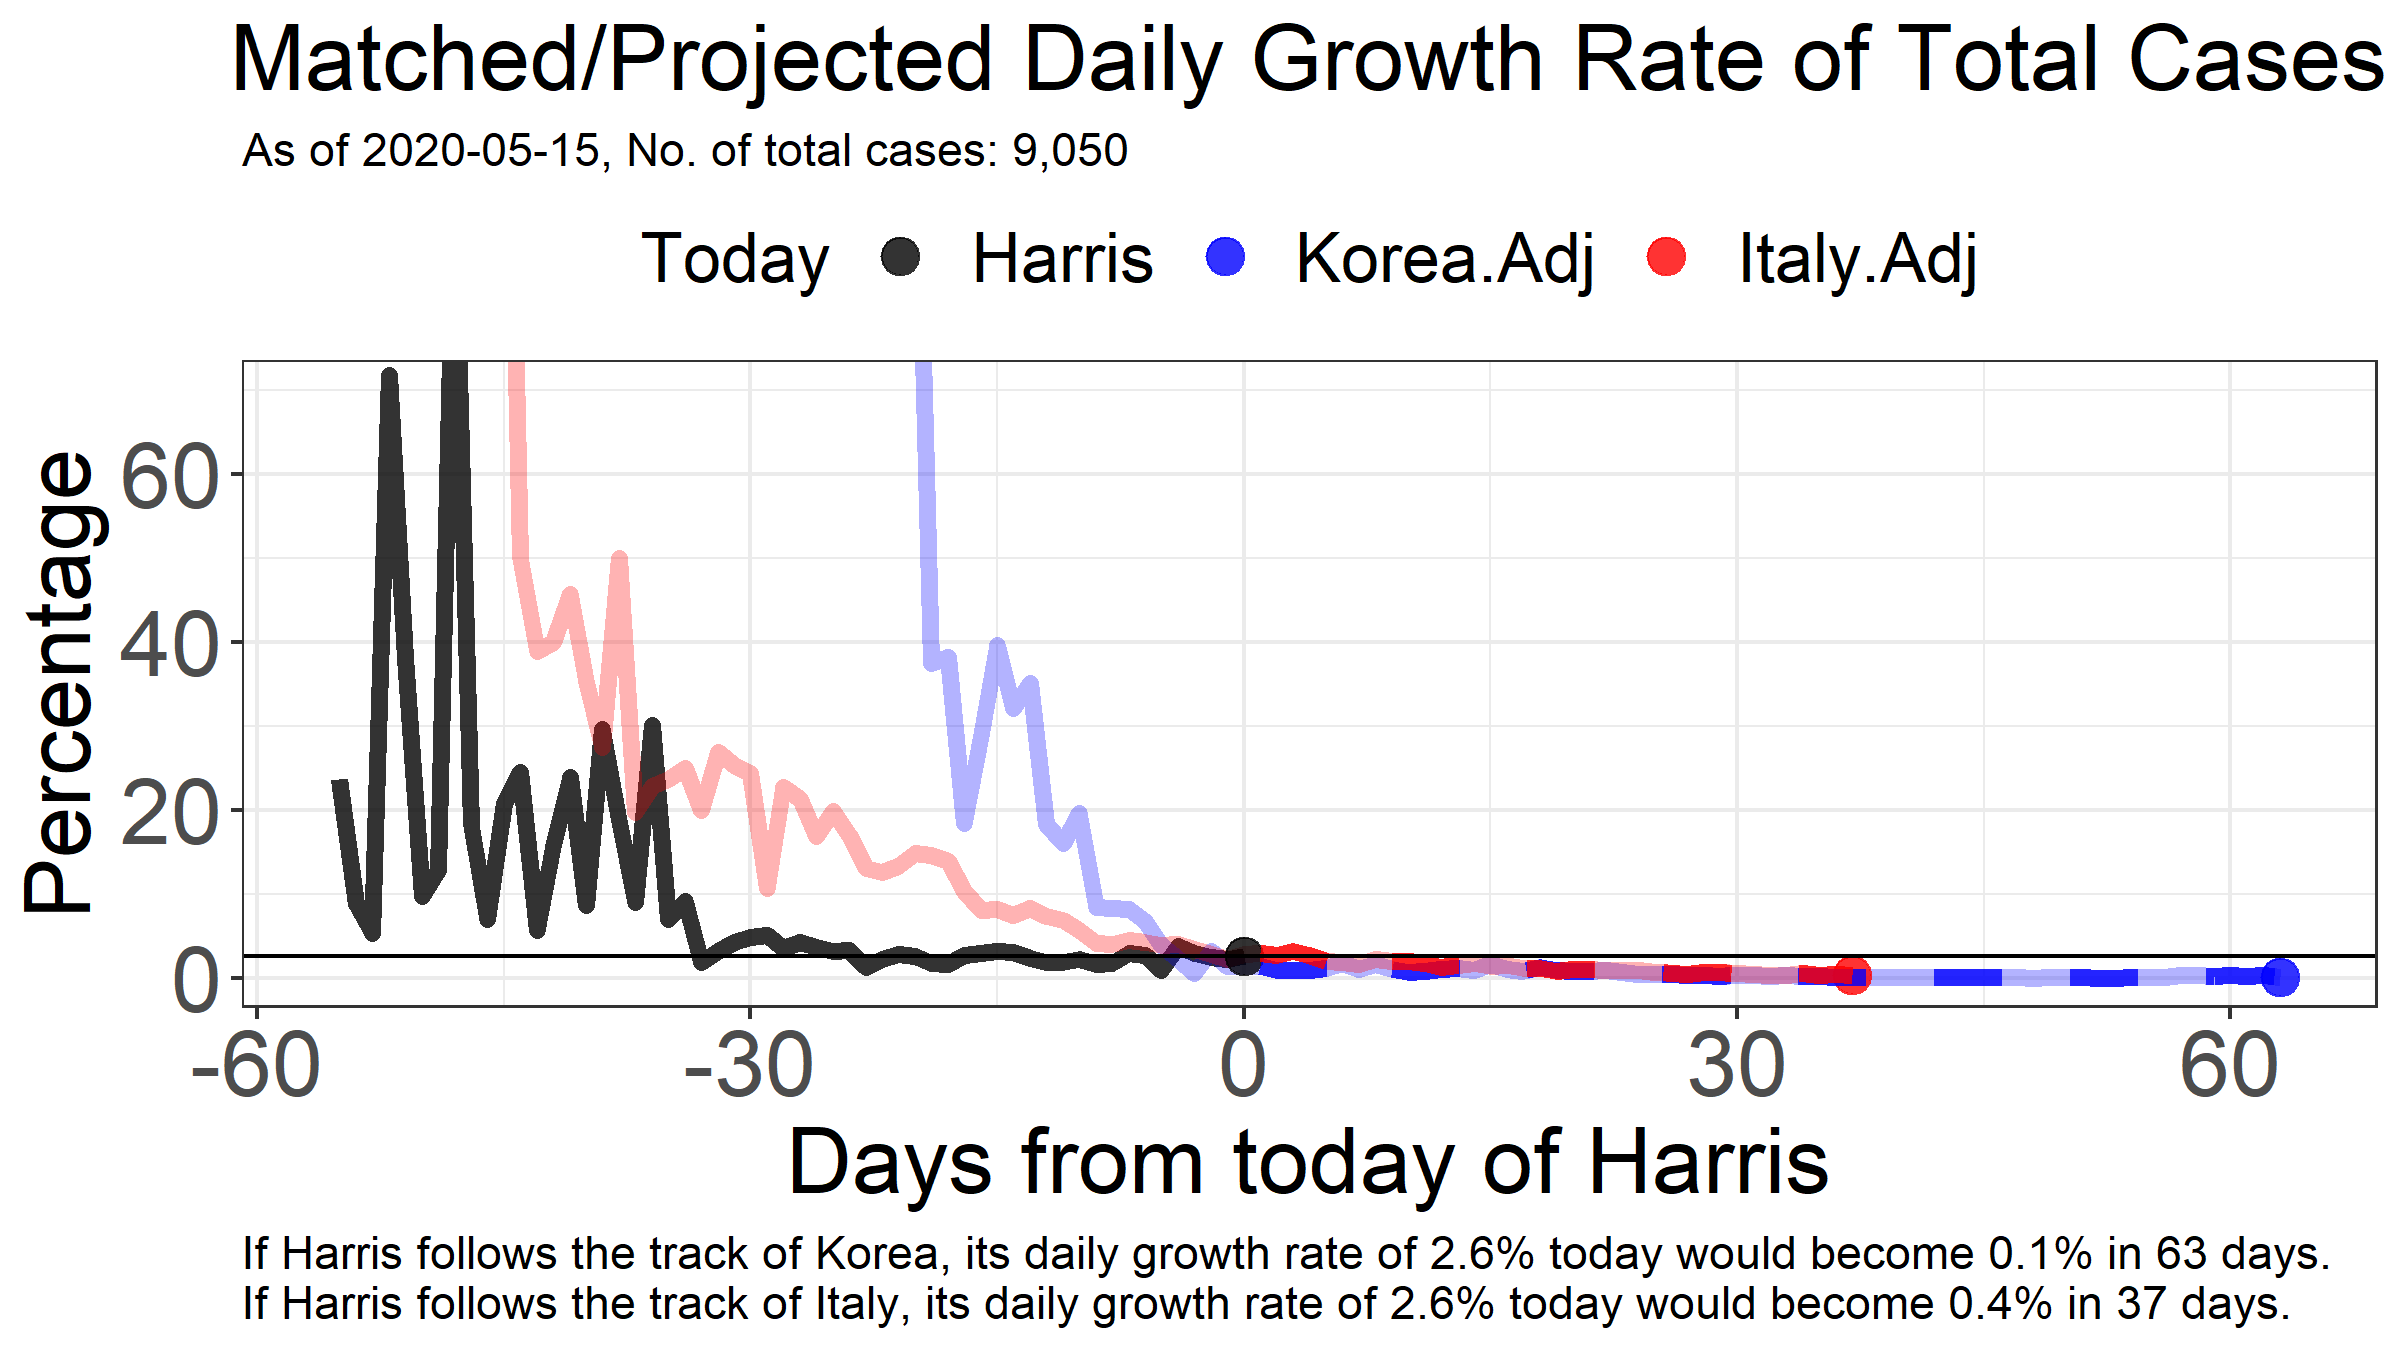 Matched/Projected Daily Growth Rate of Total Cases
As of 2020-05-15, No. of total cases: 9,050
Today Harris Korea.Adj Italy.Adj
Percentage
60
40
20
0
-60 -30 0 30 60
Days from today of Harris
If Harris follows the track of Korea, its daily growth rate of 2.6% today would become 0.1% in 63 days.
If Harris follows the track of Italy, its daily growth rate of 2.6% today would become 0.4% in 37 days.